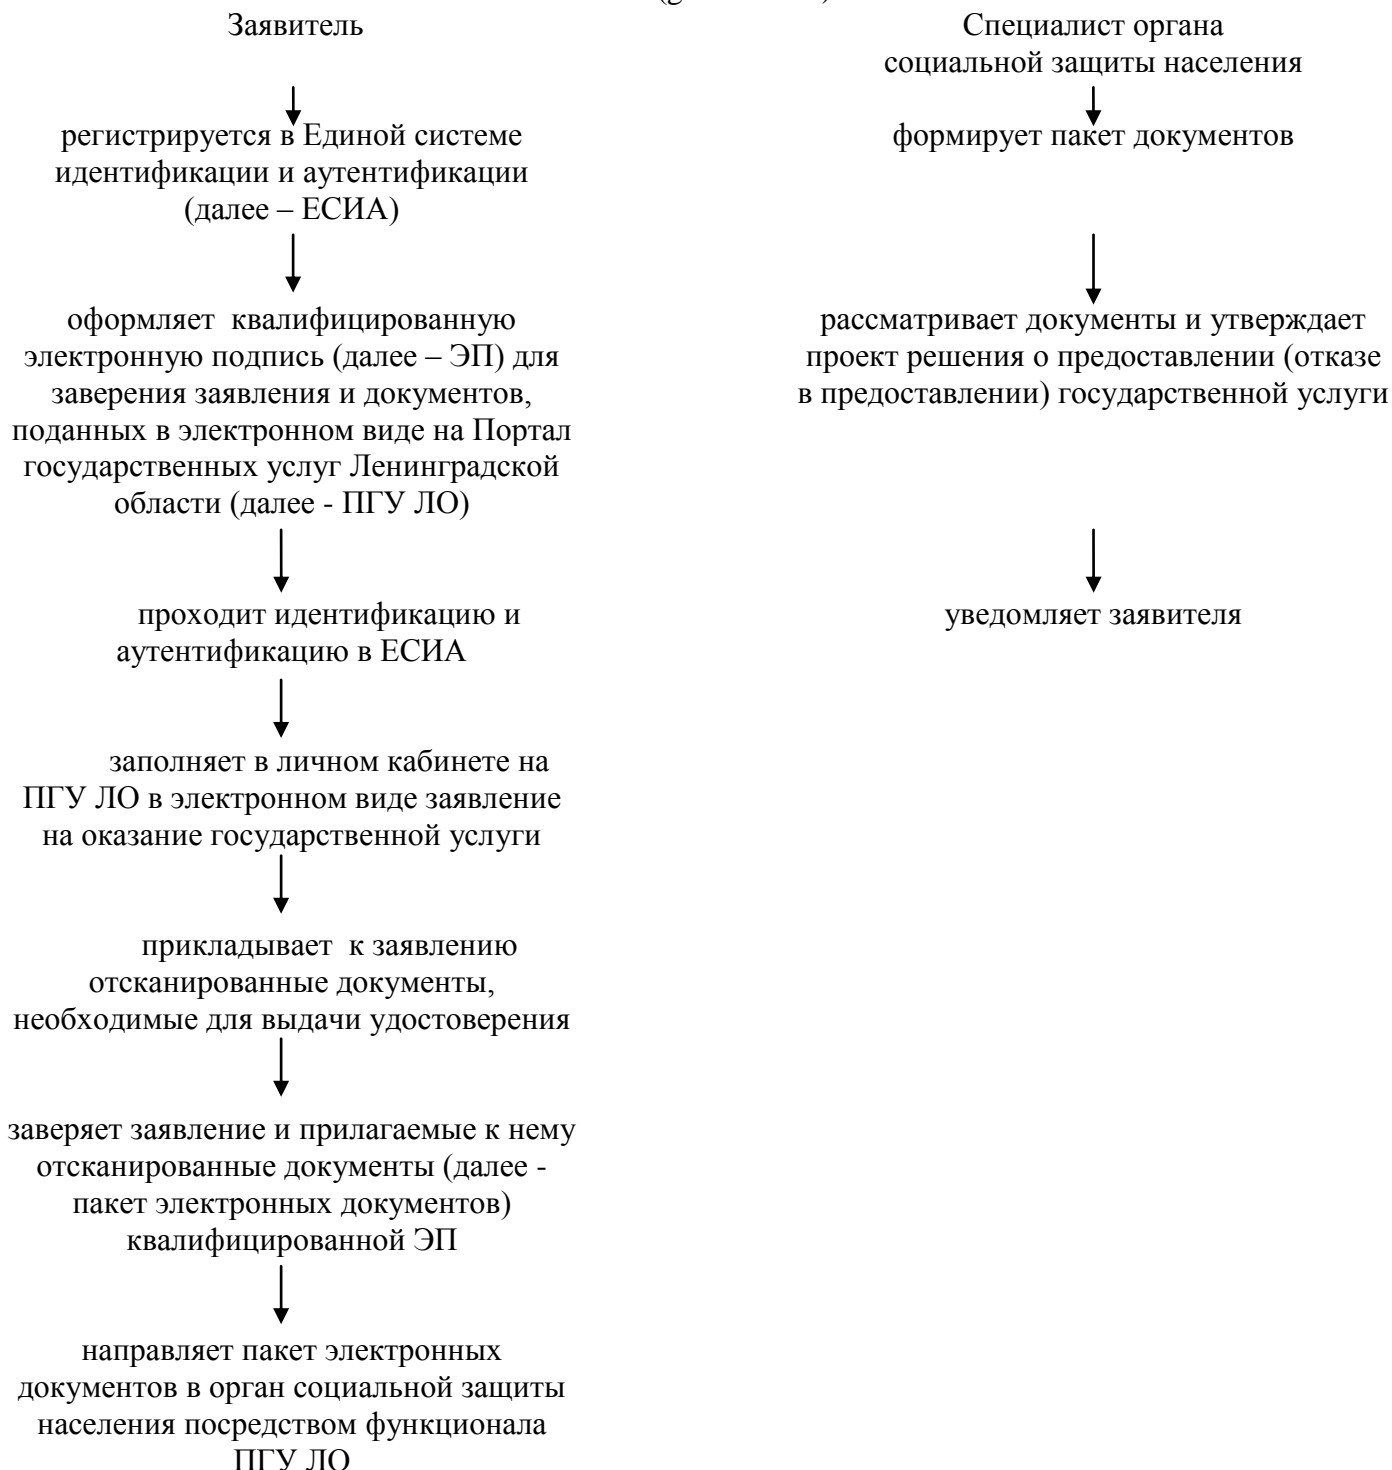 Заявитель
регистрируется в Единой системе
идентификации и аутентификации
(далее – ЕСИА)
оформляет квалифицированную
электронную подпись (далее – ЭП) для
заверения заявления и документов,
поданных в электронном виде на Портал
государственных услуг Ленинградской
области (далее - ПГУ ЛО)
проходит идентификацию и
аутентификацию в ЕСИА
заполняет в личном кабинете на
ПГУ ЛО в электронном виде заявление
на оказание государственной услуги
прикладывает к заявлению
отсканированные документы,
необходимые для выдачи удостоверения
заверяет заявление и прилагаемые к нему
отсканированные документы (далее -
пакет электронных документов)
квалифицированной ЭП
направляет пакет электронных
документов в орган социальной защиты
населения посредством функционала
ПГУ ЛО
Специалист органа
социальной защиты населения
формирует пакет документов
рассматривает документы и утверждает
проект решения о предоставлении (отказе
в предоставлении) государственной услуги
уведомляет заявителя